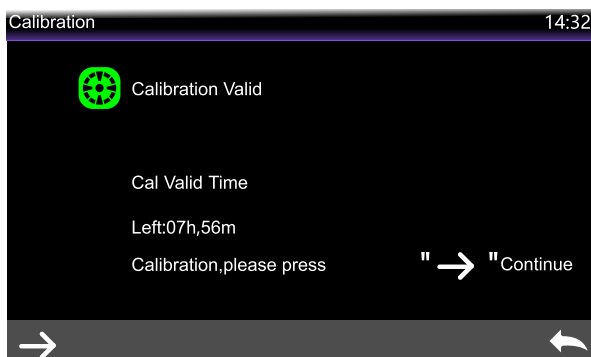 Calibration 14:32
Calibration Valid
Cal Valid Time
Left:07h,56m
Calibration,please press "→ "Continue